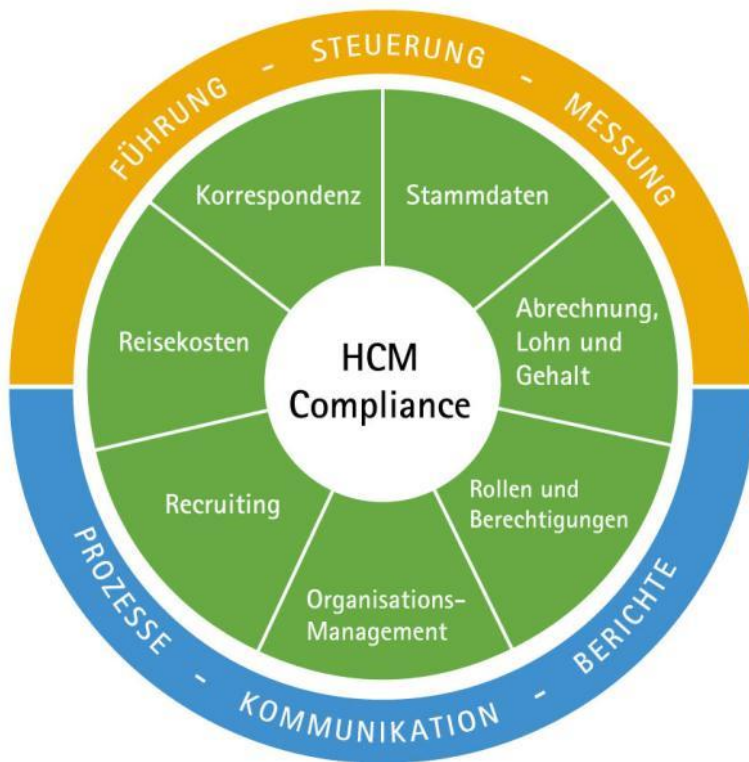 FÜHRUNG - STEUERUNG - MESSUNG
Korrespondenz
Stammdaten
Abrechnung,
Lohn und
Gehalt
Rollen und
Berechtigungen
Organisations-
Management
Recruiting
Reisekosten
HCM
Compliance
PROZESSE - KOMMUNIKATION - BERICHTE